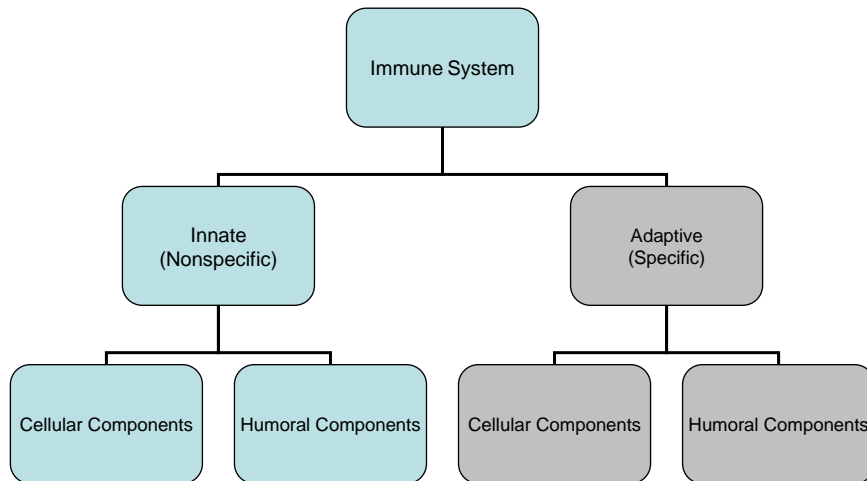 Immune System
Innate
(Nonspecific)
Adaptive
(Specific)
Cellular Components
Humoral Components
Cellular Components
Humoral Components